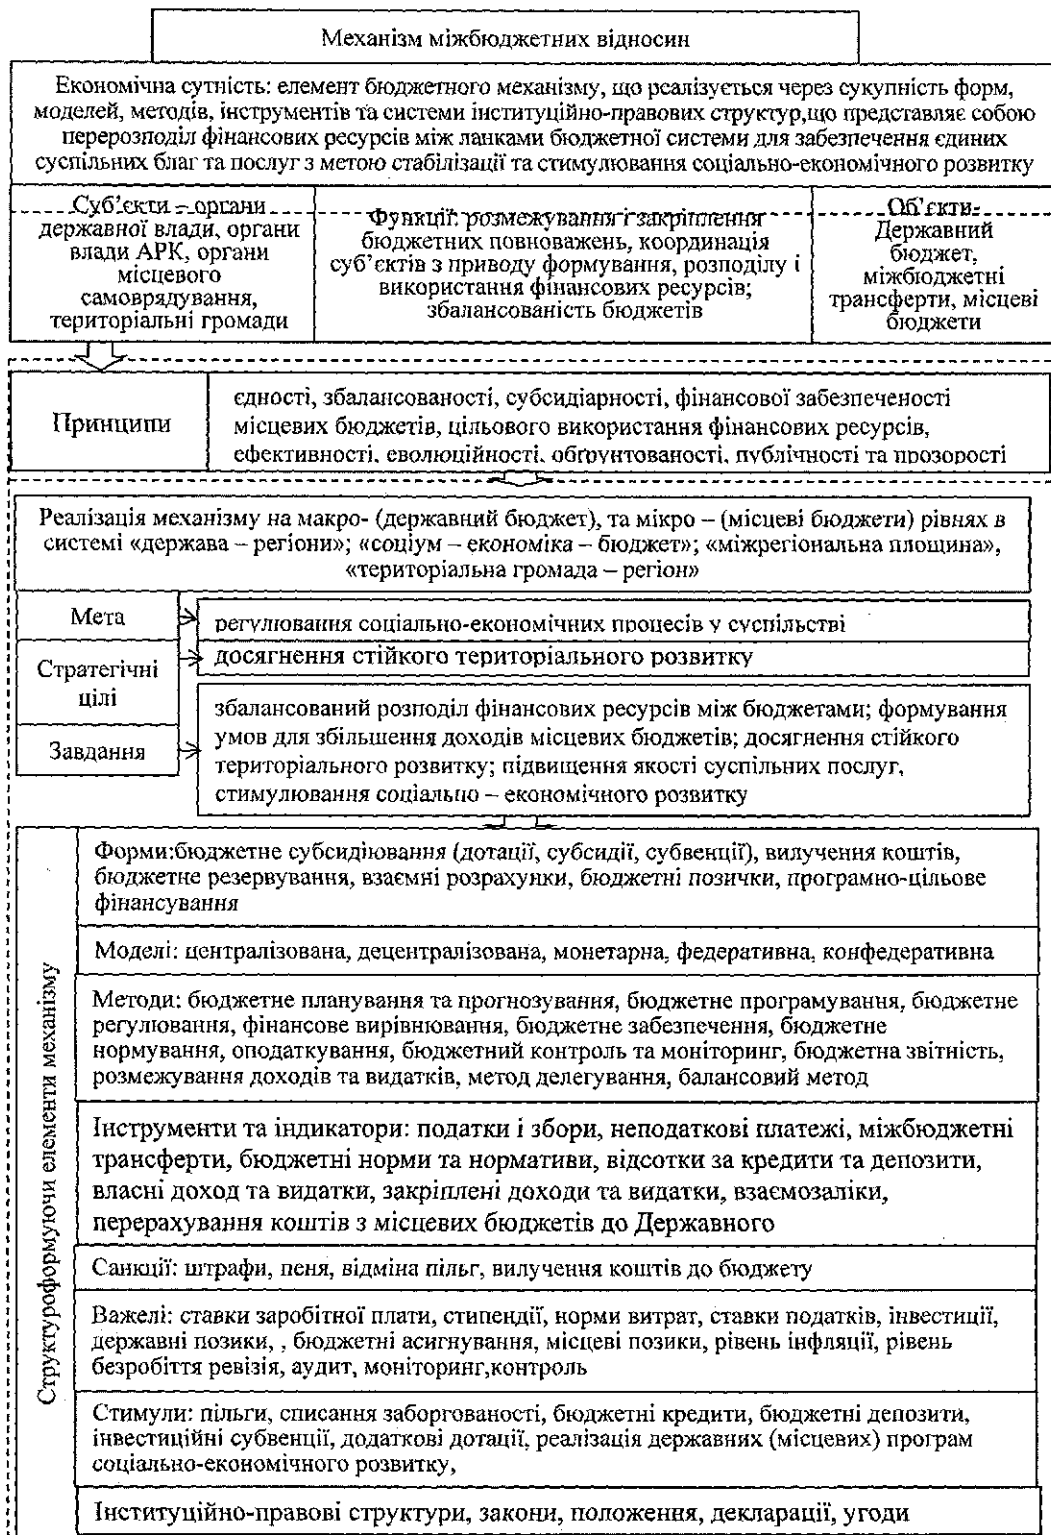 Механізм міжбюджетних відносин
Економічна сутність: елемент бюджетного механізму, що реалізується через сукупність форм,
моделей, методів, інструментів та системи інституційно-правових структур,що представляє собою
перерозподіл фінансових ресурсів між ланками бюджетної системи для забезпечення єдиних
суспільних благ та послуг з метою стабілізації та стимулювання соціально-економічного розвитку
Суб’єкти – органи
державної влади, органи
влади АРК, органи
місцевого
самоврядування,
територіальні громади
Функції: розмежування і закріплення
бюджетних повноважень, координація
суб’єктів з приводу формування, розподілу і
використання фінансових ресурсів;
збалансованість бюджетів
Об’єкти-
Державний
бюджет,
міжбюджетні
трансферти, місцеві
бюджети
Принципи
єдності, збалансованості, субсидіарності, фінансової забезпеченості
місцевих бюджетів, цільового використання фінансових ресурсів,
ефективності, еволюційності, обґрунтованості, публічності та прозорості
Реалізація механізму на макро- (державний бюджет), та мікро – (місцеві бюджети) рівнях в
системі «держава – регіони»; «соціум – економіка – бюджет»; «міжрегіональна площина»,
«територіальна громада – регіон»
Мета
регулювання соціально-економічних процесів у суспільстві
Стратегічні
цілі
досягнення стійкого територіального розвитку
Завдання
збалансований розподіл фінансових ресурсів між бюджетами; формування
умов для збільшення доходів місцевих бюджетів; досягнення стійкого
територіального розвитку; підвищення якості суспільних послуг,
стимулювання соціально – економічного розвитку
Структуроформуючі елементи механізму
Форми:бюджетне субсидіювання (дотації, субсидії, субвенції), вилучення коштів,
бюджетне резервування, взаємні розрахунки, бюджетні позички, програмно-цільове
фінансування
Моделі: централізована, децентралізована, монетарна, федеративна, конфедеративна
Методи: бюджетне планування та прогнозування, бюджетне програмування, бюджетне
регулювання, фінансове вирівнювання, бюджетне забезпечення, бюджетне
нормування, оподаткування, бюджетний контроль та моніторинг, бюджетна звітність,
розмежування доходів та видатків, метод делегування, балансовий метод
Інструменти та індикатори: податки і збори, неподаткові платежі, міжбюджетні
трансферти, бюджетні норми та нормативи, відсотки за кредити та депозити,
власні доход та видатки, закріплені доходи та видатки, взаємозаліки,
перерахування коштів з місцевих бюджетів до Державного
Санкції: штрафи, пеня, відміна пільг, вилучення коштів до бюджету
Важелі: ставки заробітної плати, стипендії, норми витрат, ставки податків, інвестиції,
державні позики, , бюджетні асигнування, місцеві позики, рівень інфляції, рівень
безробіття ревізія, аудит, моніторинг,контроль
Стимули: пільги, списання заборгованості, бюджетні кредити, бюджетні депозити,
інвестиційні субвенції, додаткові дотації, реалізація державних (місцевих) програм
соціально-економічного розвитку,
Інституційно-правові структури, закони, положення, декларації, угоди